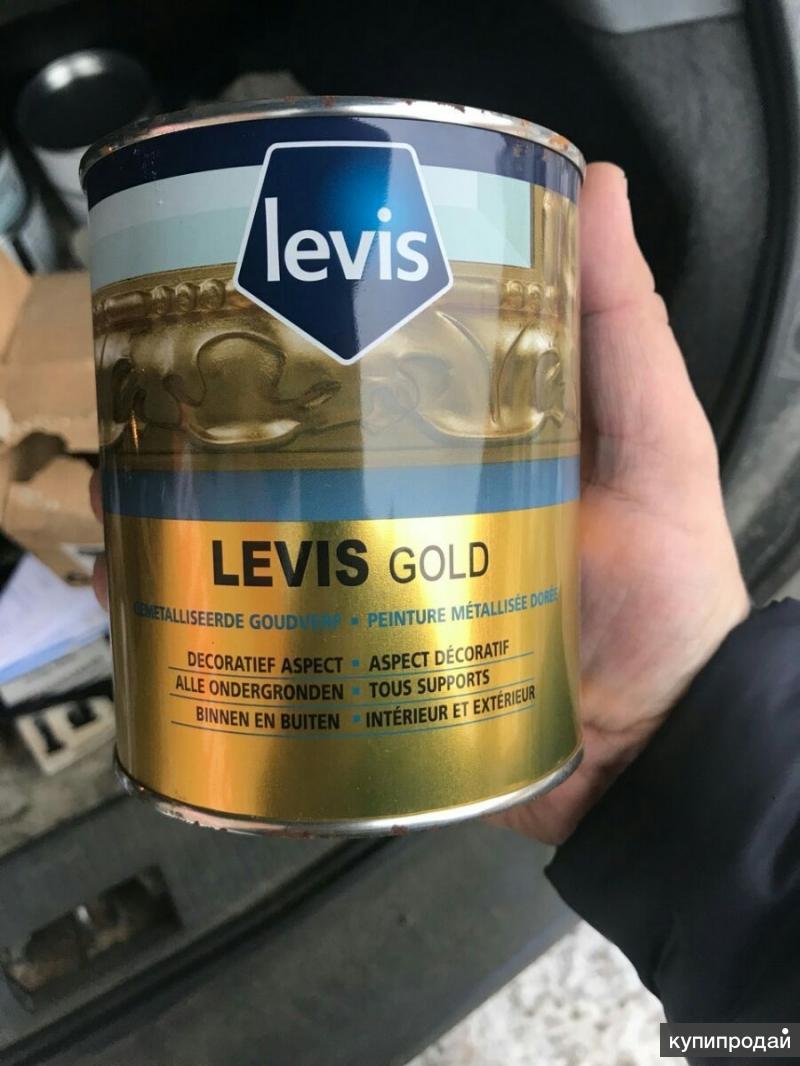 levis
LEVIS GOLD
GEMETALLISEERDE GOUDVERF ▪ PEINTURE MÉTALLISÉE DORÉE
DECORATIEF ASPECT ▪ ASPECT DÉCORATIF
ALLE ONDERGRONDEN ▪ TOUS SUPPORTS
BINNEN EN BUITEN ▪ INTÉRIEUR ET EXTÉRIEUR
купипродай